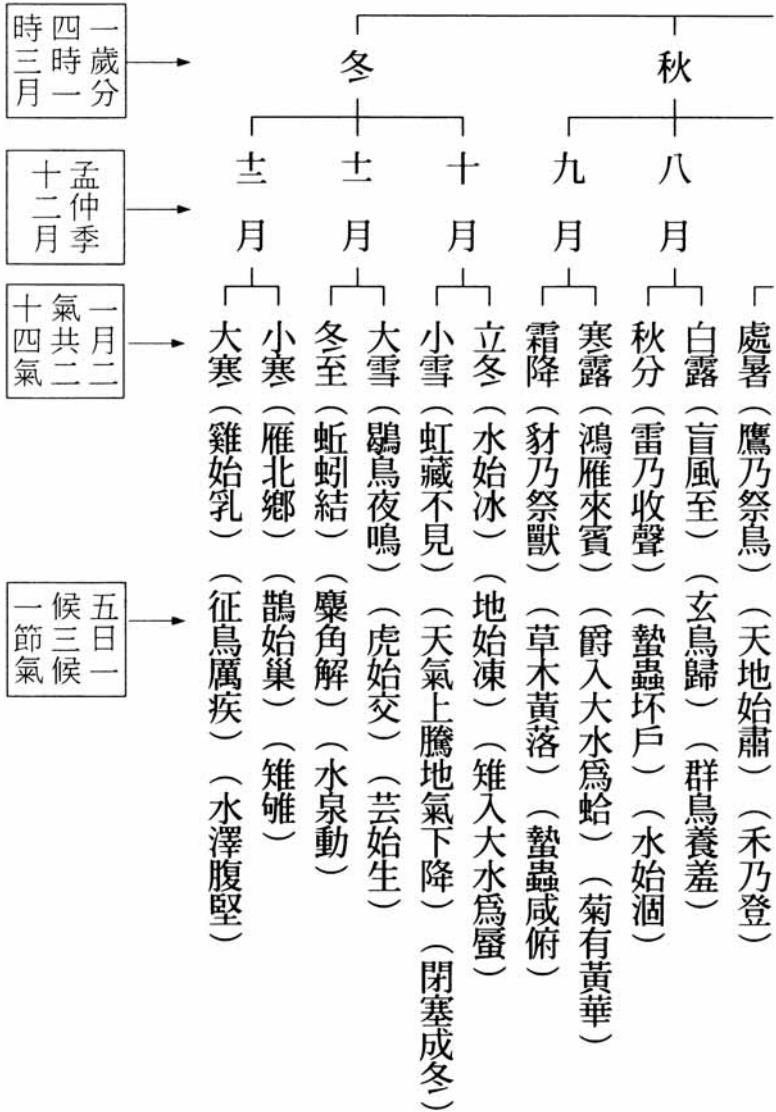 秋
冬
八月
九月
十月
十一月
十二月
處暑（鷹乃祭鳥）（天地始肅）（禾乃登）
白露（盲風至）（玄鳥歸）（群鳥養羞）
秋分（雷乃收聲）（蟄蟲坏戶）（水始涸）
寒露（鴻雁來賓）（爵入大水爲蛤）（菊有黃華）
霜降（豺乃祭獸）（草木黃落）（蟄蟲咸俯）
立冬（水始冰）（地始凍）（雉入大水爲蜃）
小雪（虹藏不見）（天氣上騰地氣下降）（閉塞成冬）
大雪（鶡鳥夜鳴）（虎始交）（芸始生）
冬至（蚯蚓結）（麋角解）（水泉動）
小寒（雁北鄉）（鵲始巢）（雉雊）
大寒（雞始乳）（征鳥厲疾）（水澤腹堅）
一歲分
四時一
時三月
孟仲季
十二月
一月二
氣共二
十四氣
五日一
候三候
一節氣